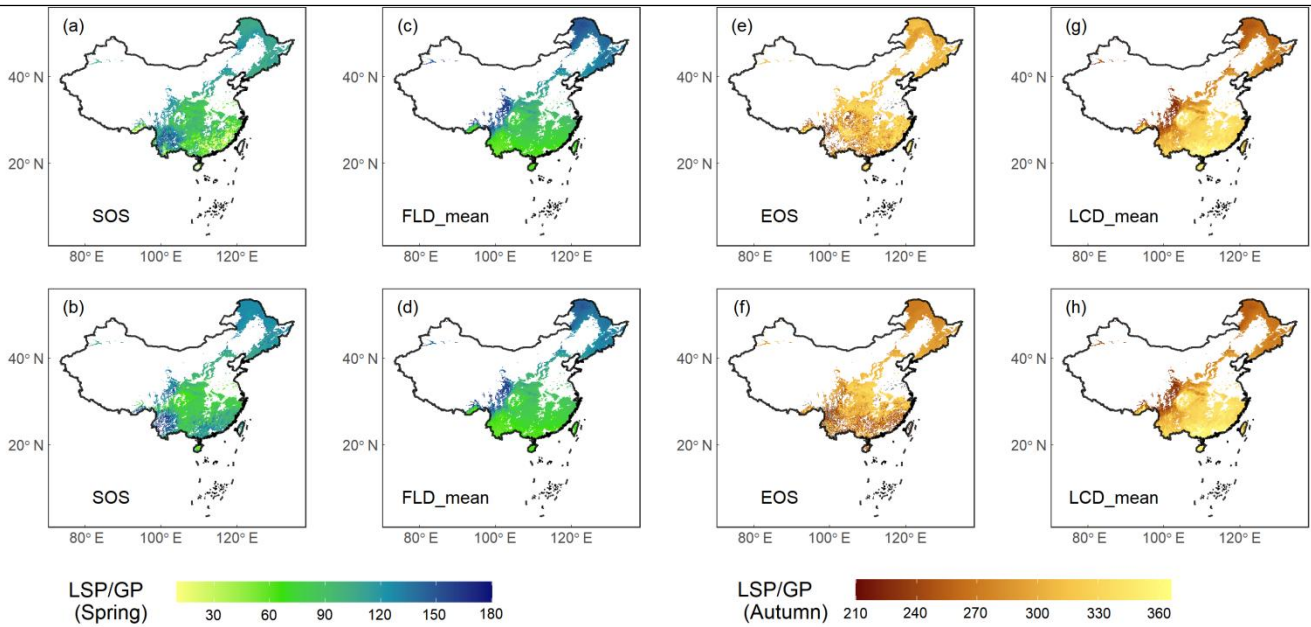 (a)
(c)
(e)
(g)
40° N
20° N
SOS
FLD_mean
EOS
LCD_mean
80° E 100° E 120° E
80° E 100° E 120° E
80° E 100° E 120° E
80° E 100° E 120° E
(b)
(d)
(f)
(h)
40° N
20° N
40° N
20° N
40° N
20° N
40° N
20° N
40° N
20° N
40° N
20° N
40° N
20° N
SOS
FLD_mean
EOS
LCD_mean
80° E 100° E 120° E
80° E 100° E 120° E
80° E 100° E 120° E
80° E 100° E 120° E
LSP/GP
(Spring)
30 60 90 120 150 180
LSP/GP
(Autumn)
210 240 270 300 330 360